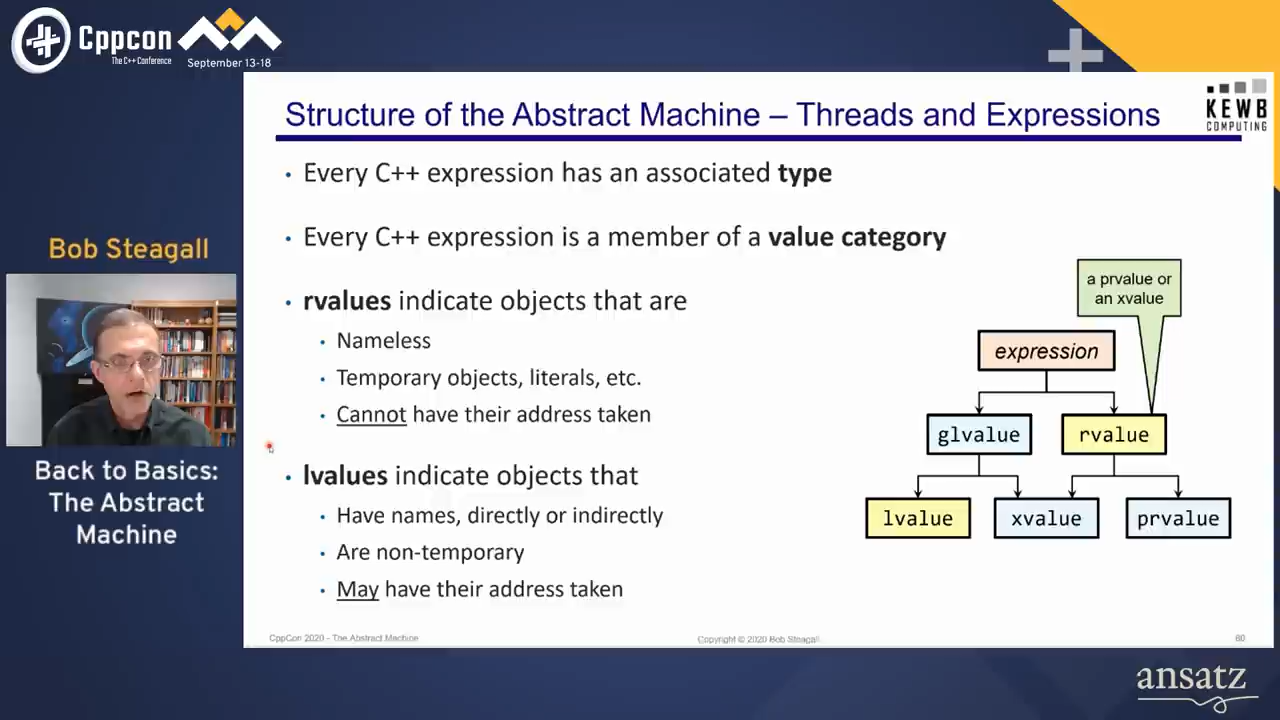 Cppcon
The C++ Conference
September 13-18
Bob Steagall
Back to Basics:
The Abstract
Machine
Structure of the Abstract Machine – Threads and Expressions
KEWB
COMPUTING
• Every C++ expression has an associated type
• Every C++ expression is a member of a value category
• rvalues indicate objects that are
• Nameless
• Temporary objects, literals, etc.
• Cannot have their address taken
• lvalues indicate objects that
• Have names, directly or indirectly
• Are non-temporary
• May have their address taken
a prvalue or
an xvalue
expression
glvalue rvalue
lvalue xvalue prvalue
CppCon 2020 - The Abstract Machine
Copyright © 2020 Bob Steagall
60
ansatz